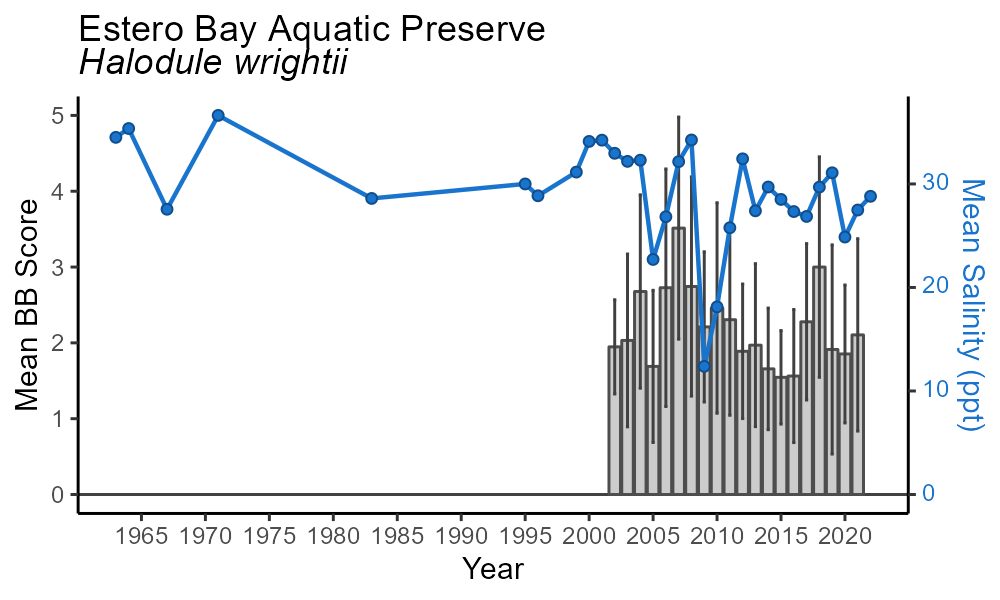 Estero Bay Aquatic Preserve
Halodule wrightii
Mean BB Score
5
4
3
2
1
0
30
20
10
0
Mean Salinity (ppt)
1965 1970 1975 1980 1985 1990 1995 2000 2005 2010 2015 2020
Year